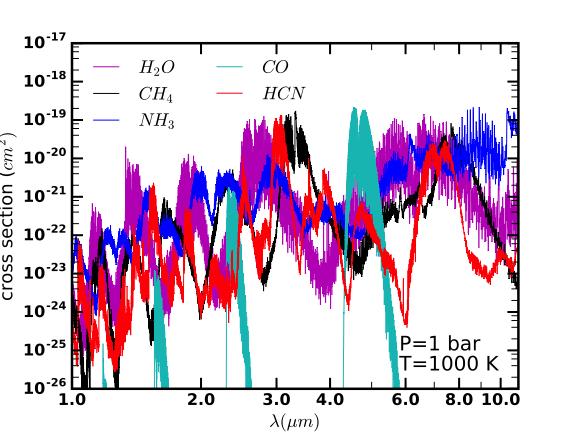 10^-17
10^-18
10^-19
10^-20
10^-21
10^-22
10^-23
10^-24
10^-25
10^-26
cross section (cm^2)
H_2O
CH_4
NH_3
CO
HCN
P=1 bar
T=1000 K
1.0 2.0 3.0 4.0 6.0 8.0 10.0
λ(μm)